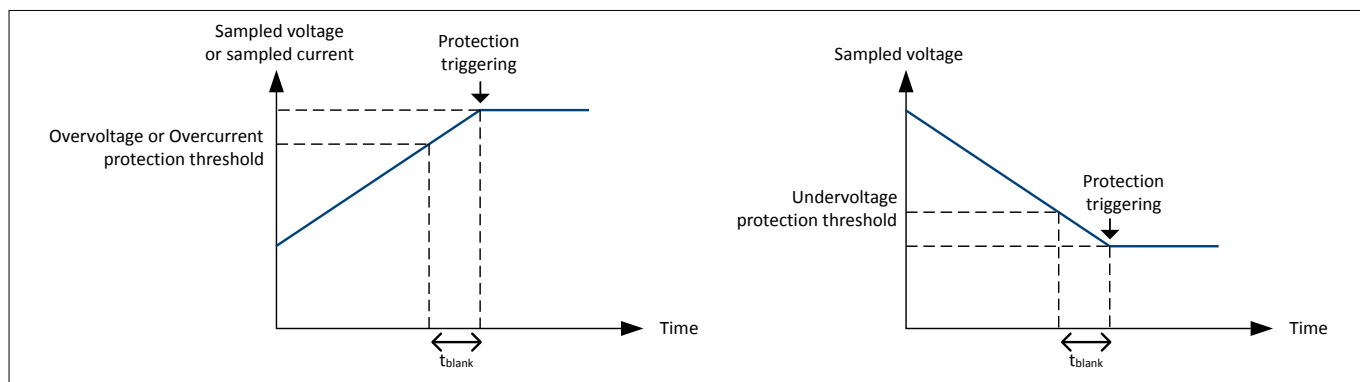 Sampled voltage
or sampled current
Protection
triggering
Overvoltage or Overcurrent
protection threshold
Time
tblank
Sampled voltage
Protection
triggering
Undervoltage
protection threshold
Time
tblank